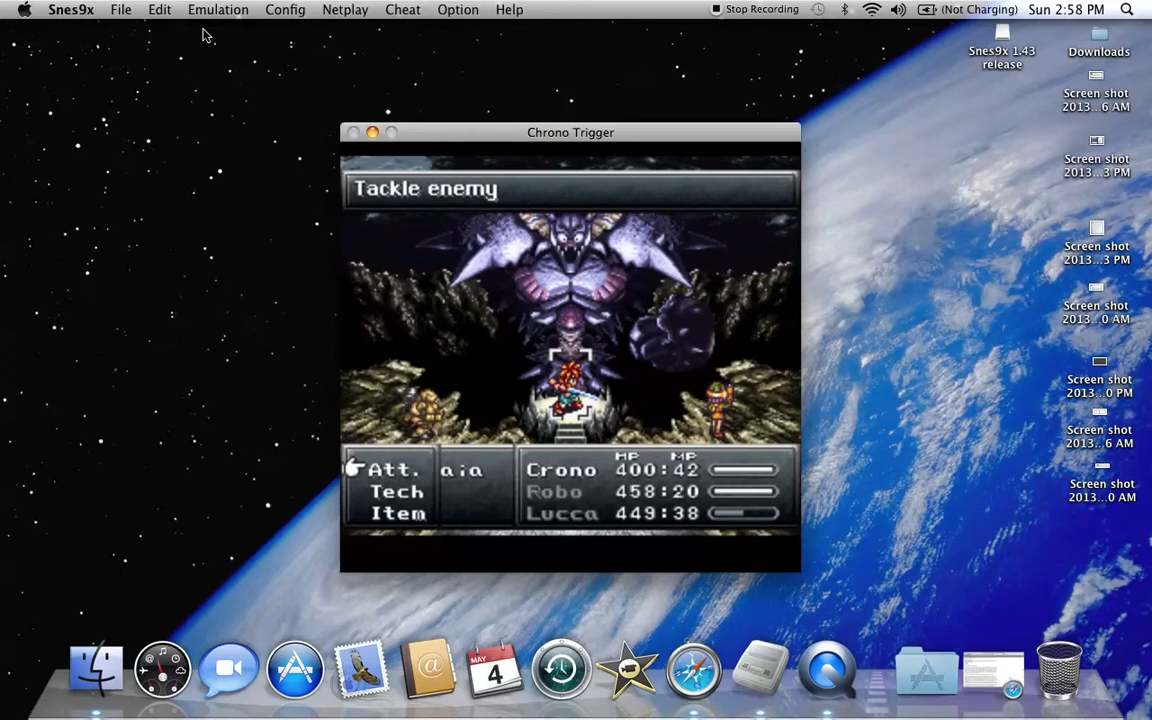 Snes9x File Edit Emulation Config Netplay Cheat Option Help Stop Recording (Not Charging) Sun 2:58 PM
Snes9x 1.43
release
Downloads
Screen shot
2013...6 AM
Screen shot
2013...3 PM
Screen shot
2013...3 PM
Screen shot
2013...0 AM
Screen shot
2013...0 PM
Screen shot
2013...6 AM
Screen shot
2013...0 AM
Chrono Trigger
Tackle enemy
HP MP
Att. Crono 400:42
Tech Robo 458:20
Item Lucca 449:38
MAY
4